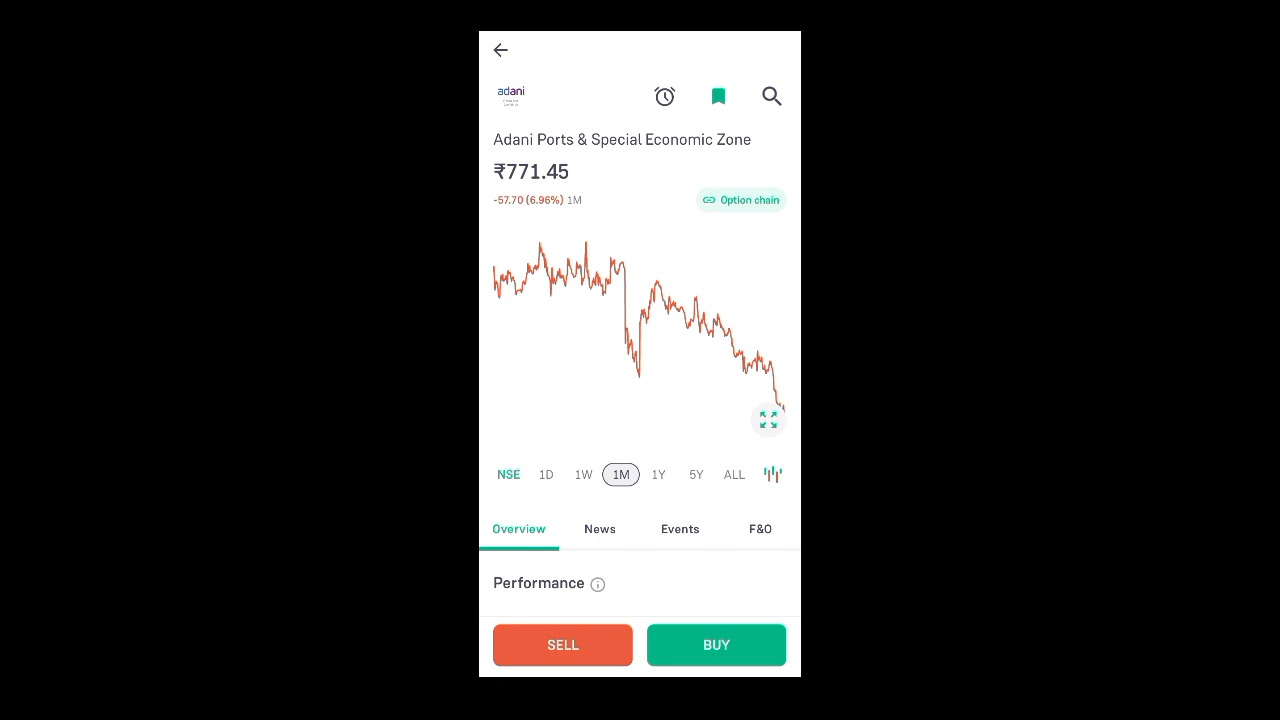 adani
Adani Ports & Special Economic Zone
₹771.45
-57.70 (6.96%) 1M
Option chain
NSE 1D 1W 1M 1Y 5Y ALL
Overview News Events F&O
Performance
SELL BUY